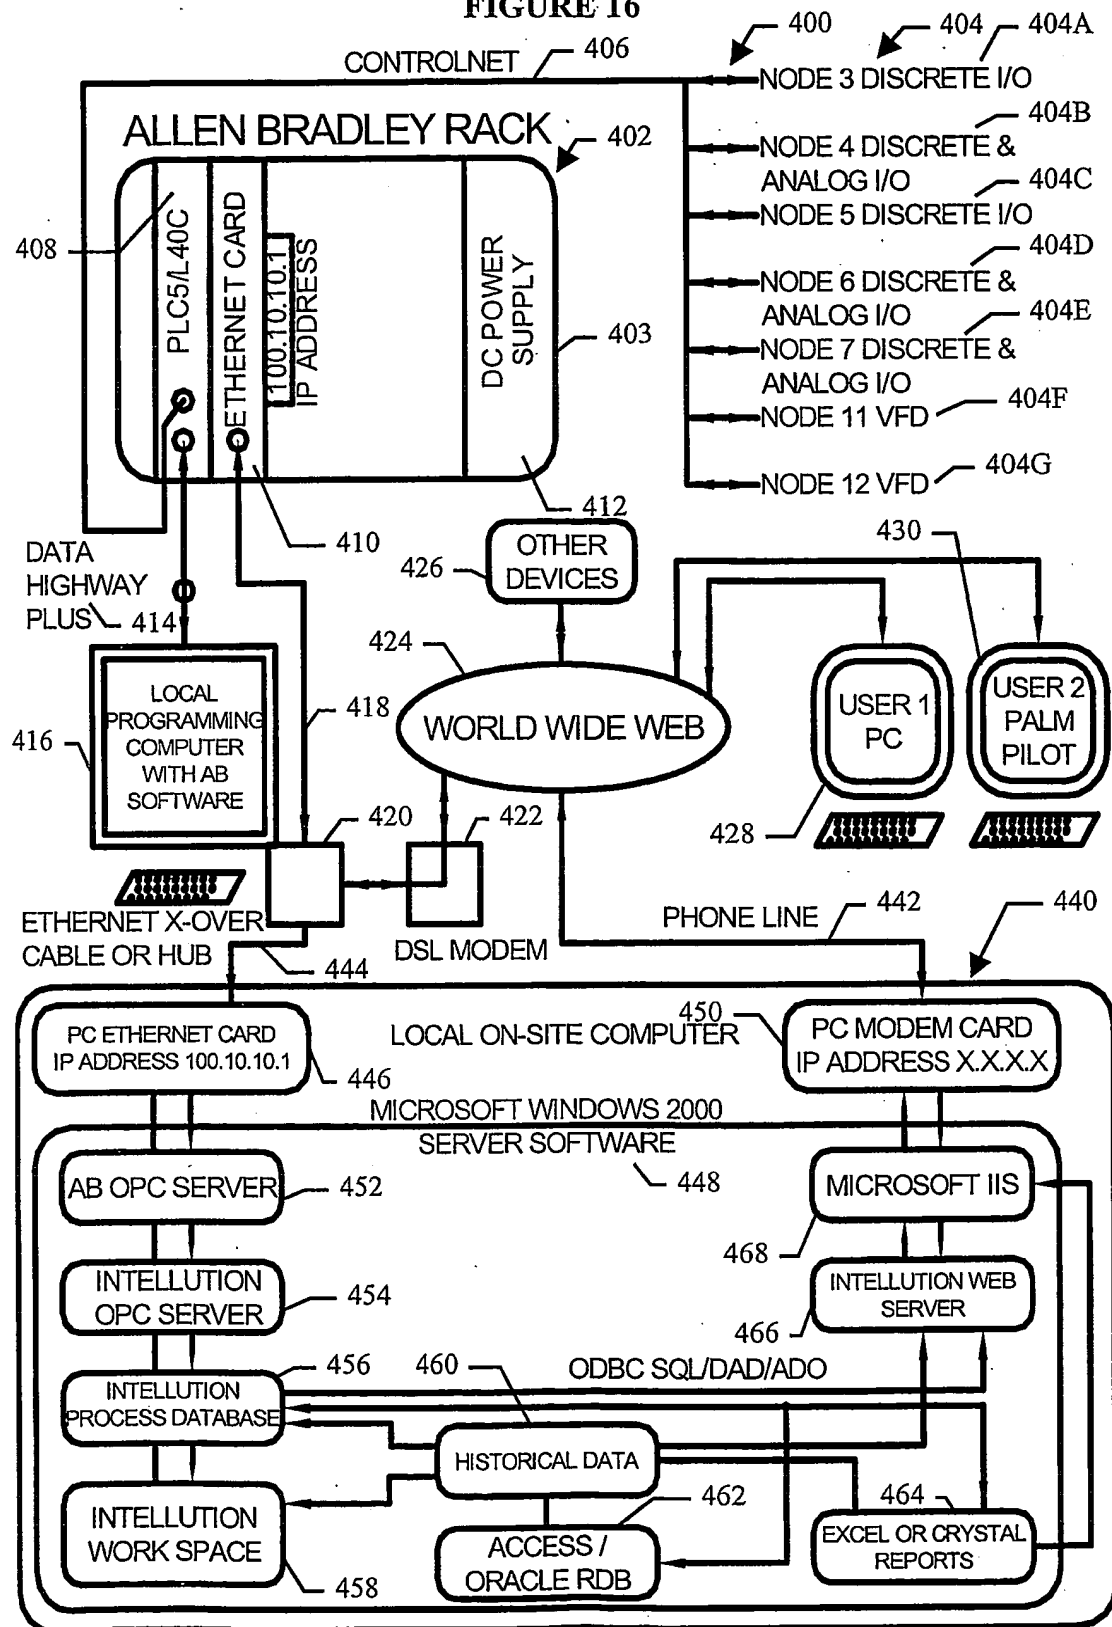 FIGURE 16
400
404
404A
CONTROLNET
406
NODE 3 DISCRETE I/O
ALLEN BRADLEY RACK
402
404B
NODE 4 DISCRETE &
ANALOG I/O
404C
NODE 5 DISCRETE I/O
404D
NODE 6 DISCRETE &
ANALOG I/O
404E
NODE 7 DISCRETE &
ANALOG I/O
404F
NODE 11 VFD
404G
NODE 12 VFD
408
PLC5/L40C
ETHERNET CARD
100.10.10.1
IP ADDRESS
DC POWER
SUPPLY
403
412
410
DATA
HIGHWAY
PLUS
414
OTHER
DEVICES
426
430
424
WORLD WIDE WEB
USER 1
PC
USER 2
PALM
PILOT
428
416
LOCAL
PROGRAMMING
COMPUTER
WITH AB
SOFTWARE
418
420
422
ETHERNET X-OVER
CABLE OR HUB
444
DSL MODEM
PHONE LINE
442
440
PC ETHERNET CARD
IP ADDRESS 100.10.10.1
446
LOCAL ON-SITE COMPUTER
450
PC MODEM CARD
IP ADDRESS X.X.X.X
MICROSOFT WINDOWS 2000
SERVER SOFTWARE
448
AB OPC SERVER
452
MICROSOFT IIS
468
INTELLUTION
OPC SERVER
454
INTELLUTION WEB
SERVER
466
456
INTELLUTION
PROCESS DATABASE
460
ODBC SQL/DAD/ADO
HISTORICAL DATA
INTELLUTION
WORK SPACE
458
462
ACCESS /
ORACLE RDB
464
EXCEL OR CRYSTAL
REPORTS